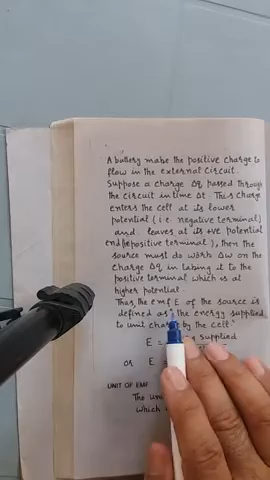 A battery make the positive charge to
flow in the external circuit.
Suppose a charge Δq passed through
the circuit in time Δt. This charge
enters the cell at its lower
potential (i.e. negative terminal)
and leaves at its +ve potential
end (positive terminal), then the
source must do work ΔW on the
Charge Δq in taking it to the
positive terminal which is at
higher potential.
Thus, the emf E of the source is
defined as "the energy supplied
to unit charge by the cell."
E = supplied
or E =
UNIT OF EMF
The
Which